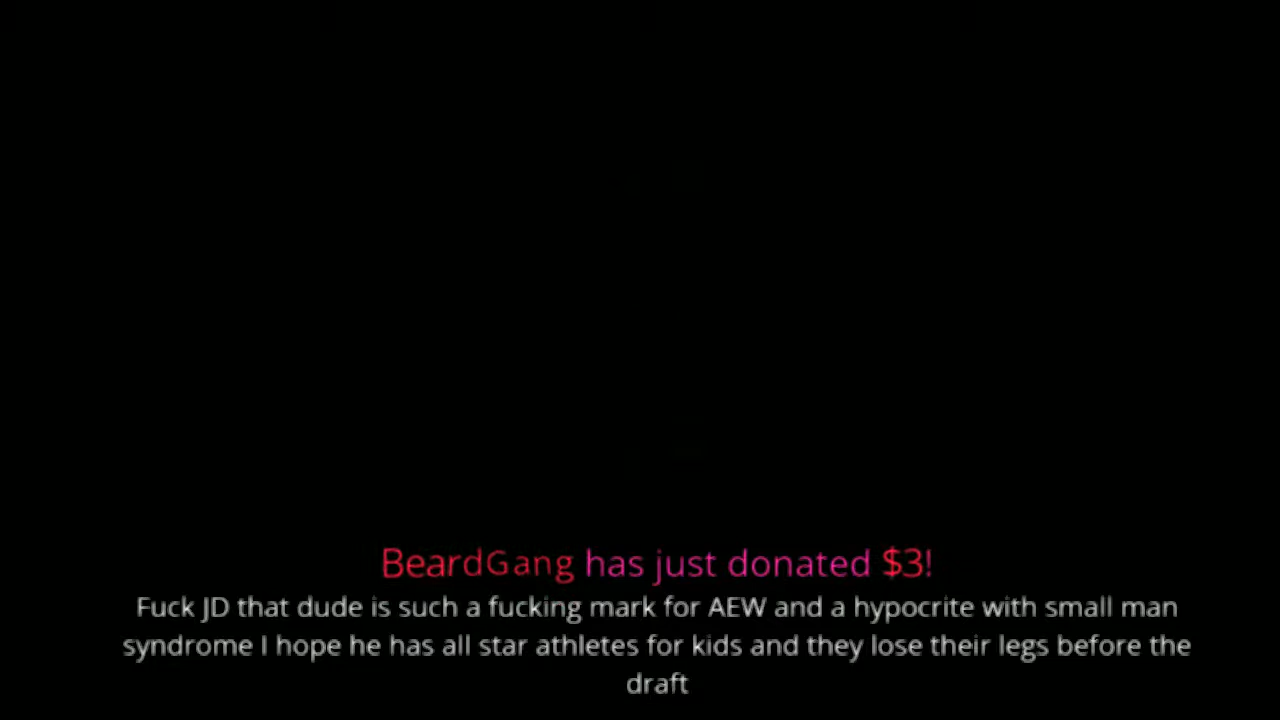 BeardGang has just donated $3!
Fuck JD that dude is such a fucking mark for AEW and a hypocrite with small man
syndrome I hope he has all star athletes for kids and they lose their legs before the
draft